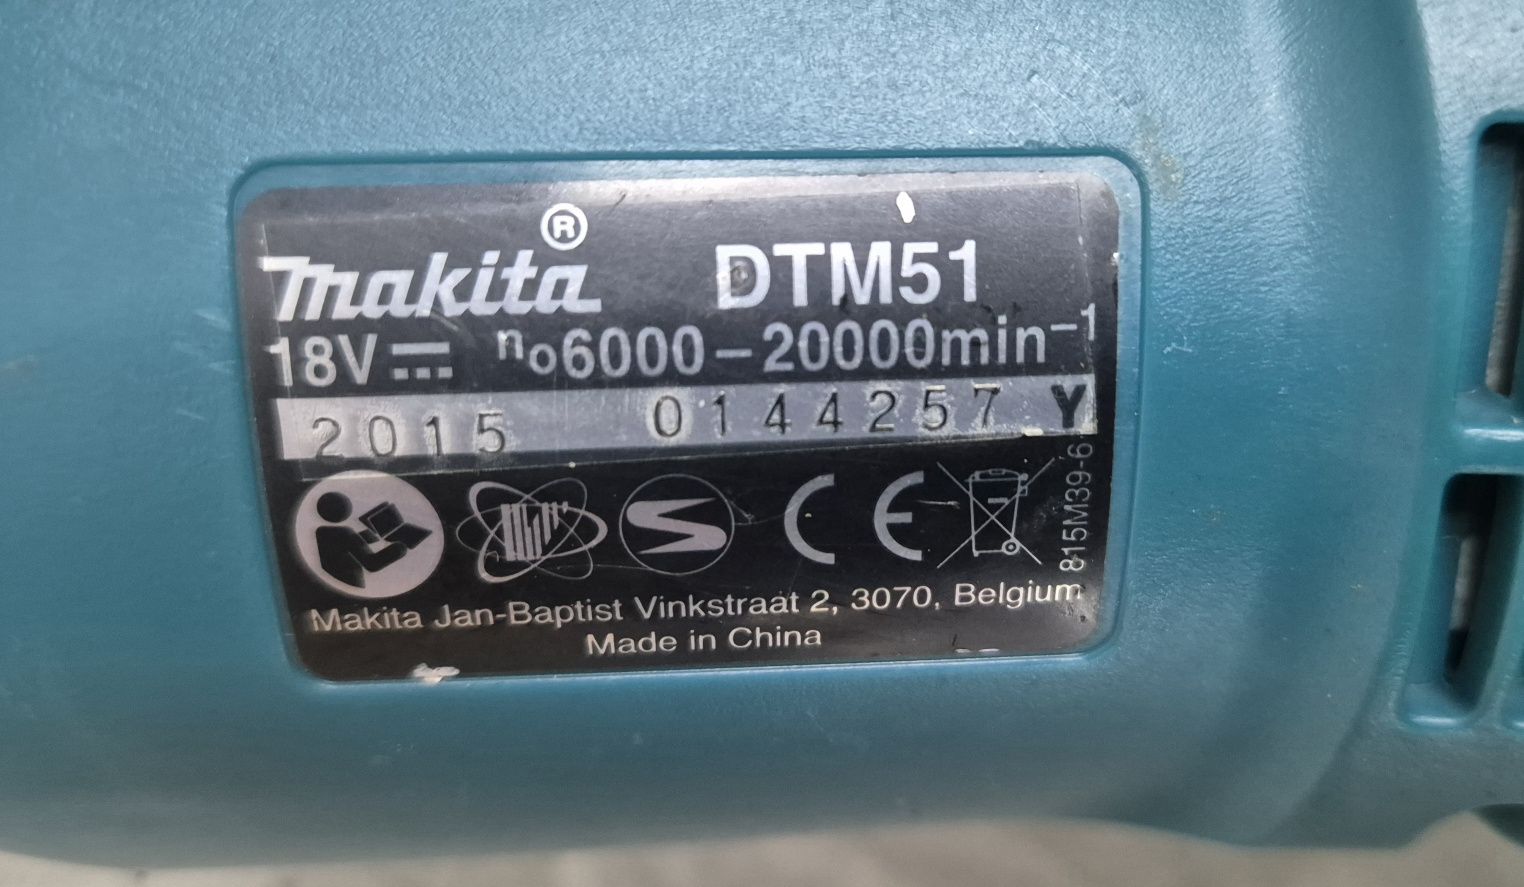 makita® DTM51
18V n₀6000–20000min⁻¹
2015 0144257 Y
815M39-6
CE
Makita Jan-Baptist Vinkstraat 2, 3070, Belgium
Made in China